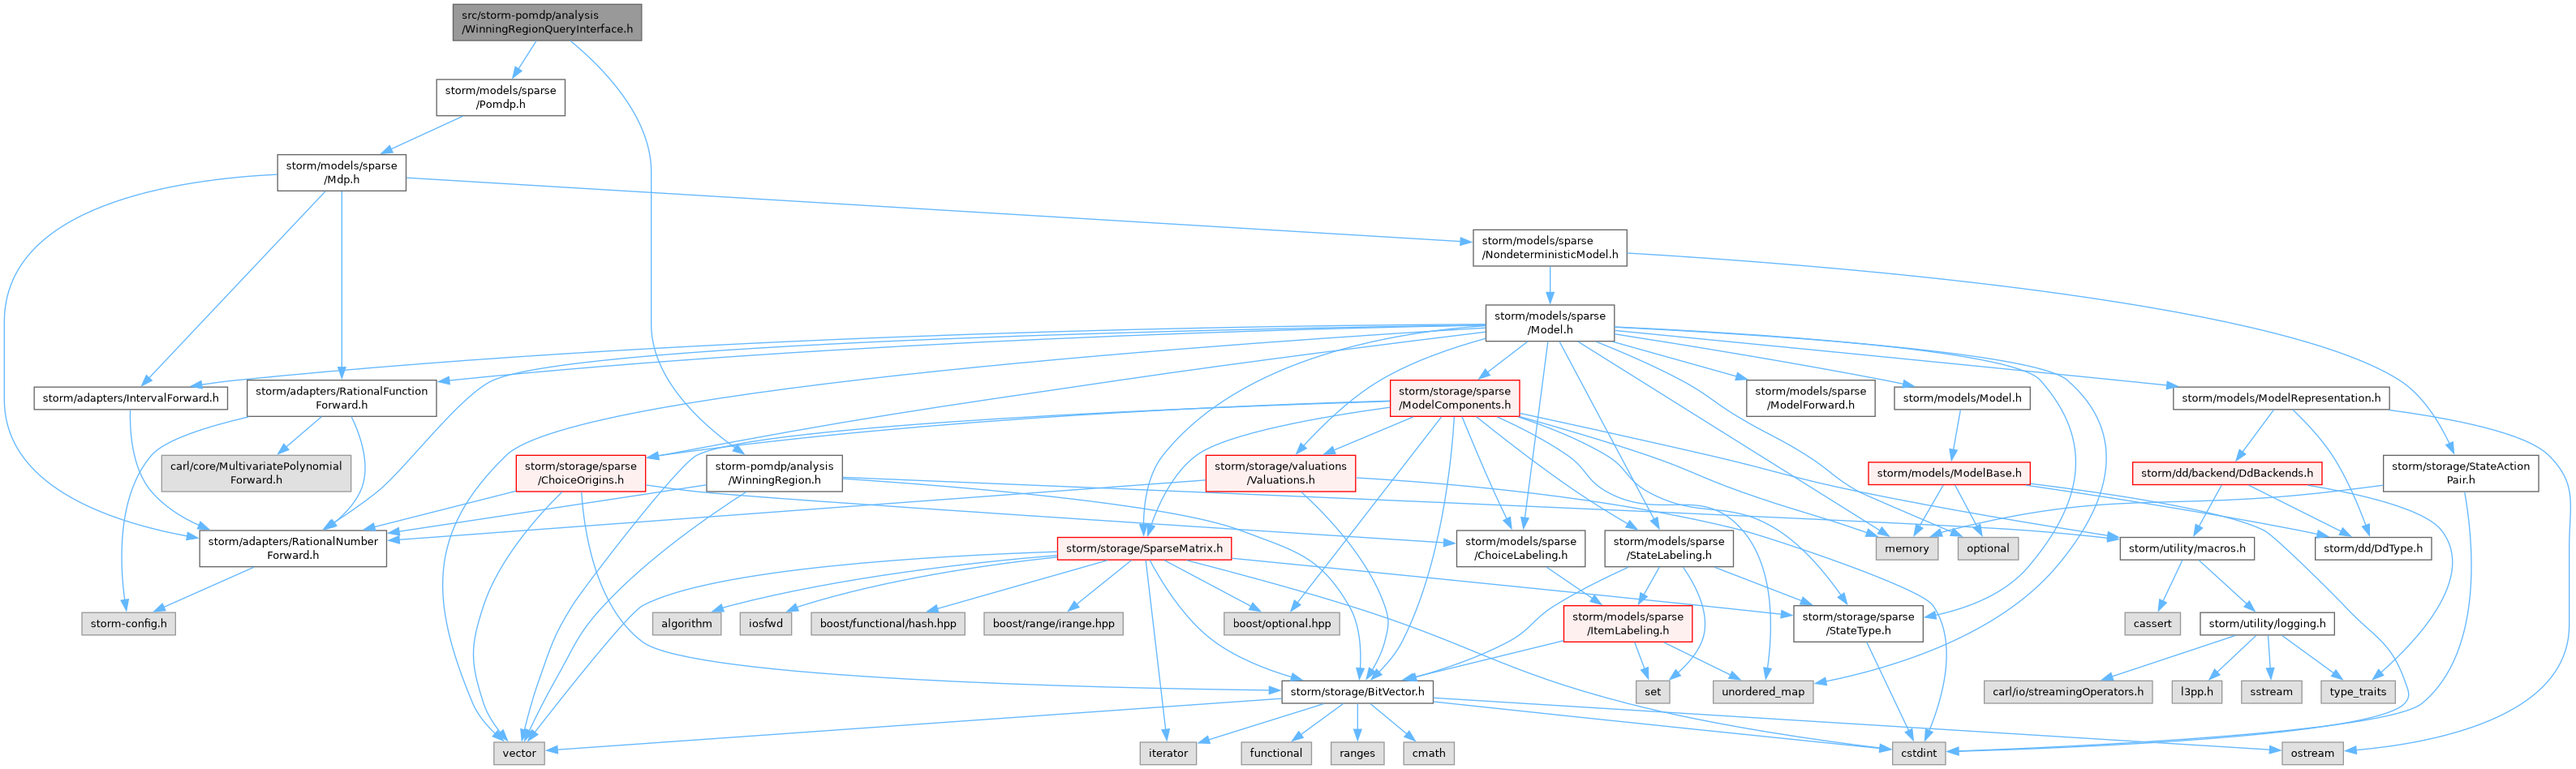 src/storm-pomdp/analysis
/WinningRegionQueryInterface.h
storm/models/sparse
/Pomdp.h
storm/models/sparse
/Mdp.h
storm/models/sparse
/NondeterministicModel.h
storm/models/sparse
/Model.h
storm/adapters/IntervalForward.h
storm/adapters/RationalFunction
Forward.h
storm/storage/sparse
/ModelComponents.h
storm/models/sparse
/ModelForward.h
storm/models/Model.h
storm/models/ModelRepresentation.h
carl/core/MultivariatePolynomial
Forward.h
storm/storage/sparse
/ChoiceOrigins.h
storm-pomdp/analysis
/WinningRegion.h
storm/storage/valuations
/Valuations.h
storm/models/ModelBase.h
storm/dd/backend/DdBackends.h
storm/storage/StateAction
Pair.h
storm/adapters/RationalNumber
Forward.h
storm/storage/SparseMatrix.h
storm/models/sparse
/ChoiceLabeling.h
storm/models/sparse
/StateLabeling.h
memory
optional
storm/utility/macros.h
storm/dd/DdType.h
storm-config.h
algorithm
iosfwd
boost/functional/hash.hpp
boost/range/irange.hpp
boost/optional.hpp
storm/models/sparse
/ItemLabeling.h
storm/storage/sparse
/StateType.h
cassert
storm/utility/logging.h
storm/storage/BitVector.h
set
unordered_map
carl/io/streamingOperators.h
l3pp.h
sstream
type_traits
vector
iterator
functional
ranges
cmath
cstdint
ostream